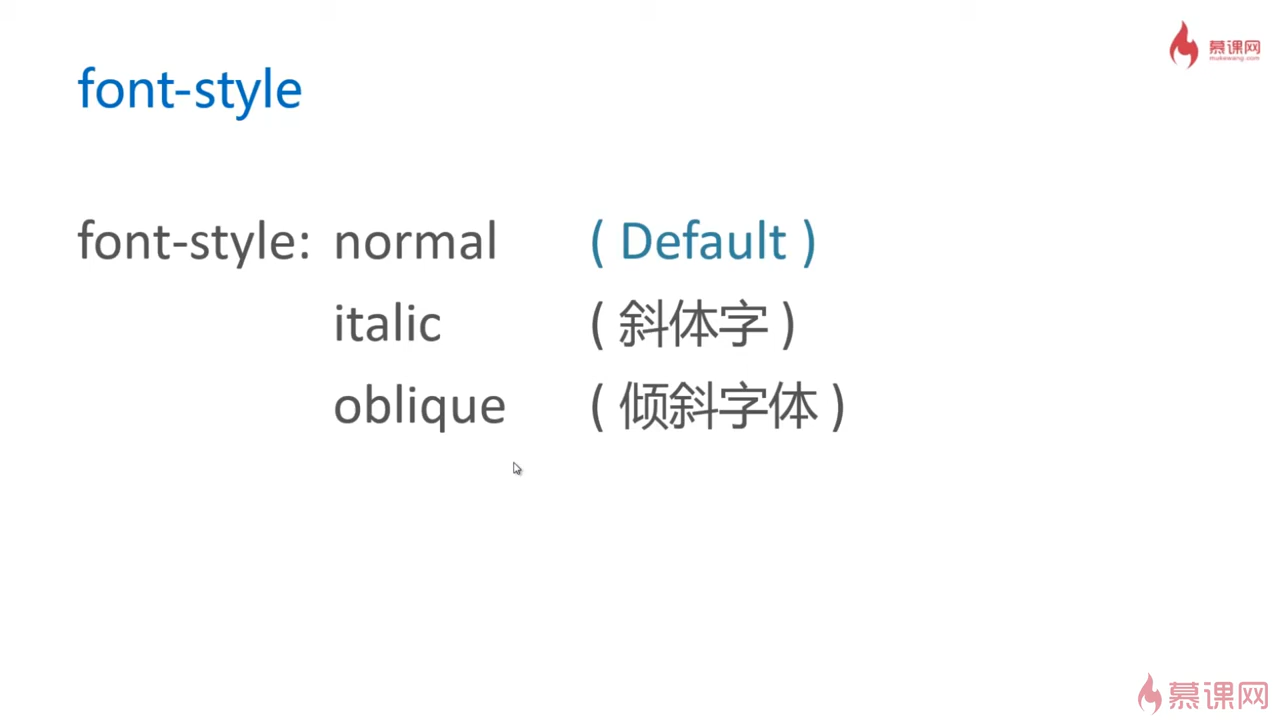 慕课网
mukewang.com
font-style
font-style: normal ( Default )
italic ( 斜体字 )
oblique ( 倾斜字体 )
慕课网